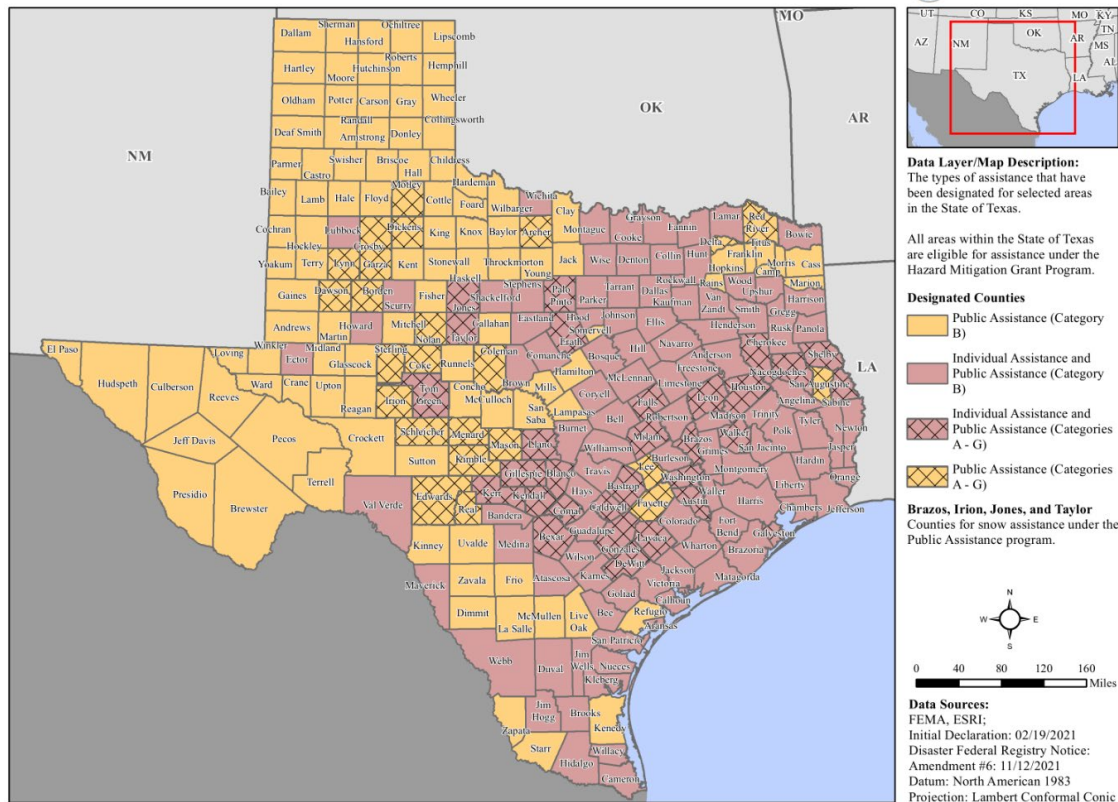 MO
OK
AR
NM
LA
Dallam
Sherman
Hansford
Ochiltree
Lipscomb
Hartley
Moore
Hutchinson
Roberts
Hemphill
Oldham
Potter
Carson
Gray
Wheeler
Deaf Smith
Randall
Armstrong
Donley
Collingsworth
Parmer
Castro
Swisher
Briscoe
Hall
Childress
Bailey
Lamb
Hale
Floyd
Motley
Cottle
Hardeman
Foard
Wilbarger
Wichita
Clay
Montague
Cooke
Grayson
Fannin
Lamar
Red River
Bowie
Cochran
Hockley
Lubbock
Crosby
Dickens
King
Knox
Baylor
Archer
Jack
Wise
Denton
Collin
Hunt
Delta
Hopkins
Franklin
Titus
Camp
Morris
Cass
Yoakum
Terry
Lynn
Garza
Kent
Stonewall
Haskell
Throckmorton
Young
Gaines
Dawson
Borden
Scurry
Fisher
Jones
Shackelford
Stephens
Palo Pinto
Parker
Tarrant
Dallas
Rockwall
Kaufman
Rains
Van Zandt
Wood
Upshur
Marion
Harrison
Smith
Gregg
Rusk
Panola
Andrews
Martin
Howard
Mitchell
Nolan
Taylor
Callahan
Eastland
Erath
Hood
Somervell
Johnson
Ellis
Henderson
Navarro
Hill
Bosque
Comanche
Brown
Coleman
Runnels
Coke
Sterling
Glasscock
Midland
Ector
Winkler
Loving
El Paso
Hudspeth
Culberson
Reeves
Ward
Crane
Upton
Reagan
Irion
Tom Green
Concho
McCulloch
Mills
Hamilton
San Saba
Lampasas
Coryell
McLennan
Limestone
Freestone
Anderson
Cherokee
Nacogdoches
Shelby
San Augustine
Sabine
Angelina
Houston
Leon
Falls
Robertson
Madison
Trinity
Polk
Tyler
Newton
Jasper
Jeff Davis
Pecos
Crockett
Schleicher
Menard
Mason
Llano
Burnet
Bell
Williamson
Milam
Brazos
Burleson
Grimes
Walker
San Jacinto
Hardin
Orange
Presidio
Brewster
Terrell
Sutton
Kimble
Gillespie
Blanco
Travis
Lee
Bastrop
Washington
Waller
Montgomery
Liberty
Harris
Chambers
Jefferson
Val Verde
Edwards
Real
Kerr
Kendall
Bandera
Comal
Hays
Caldwell
Fayette
Austin
Colorado
Fort Bend
Galveston
Brazoria
Kinney
Uvalde
Medina
Bexar
Guadalupe
Gonzales
Lavaca
Wharton
Matagorda
Wilson
Karnes
DeWitt
Jackson
Victoria
Calhoun
Maverick
Zavala
Frio
Atascosa
Goliad
Refugio
Aransas
Bee
Dimmit
La Salle
McMullen
Live Oak
San Patricio
Webb
Duval
Jim Wells
Nueces
Kleberg
Zapata
Jim Hogg
Brooks
Kenedy
Starr
Hidalgo
Willacy
Cameron
UT
CO
KS
MO
KY
TN
AZ
NM
OK
AR
MS
AL
TX
LA
Data Layer/Map Description:
The types of assistance that have
been designated for selected areas
in the State of Texas.
All areas within the State of Texas
are eligible for assistance under the
Hazard Mitigation Grant Program.
Designated Counties
Public Assistance (Category
B)
Individual Assistance and
Public Assistance (Category
B)
Individual Assistance and
Public Assistance (Categories
A - G)
Public Assistance (Categories
A - G)
Brazos, Irion, Jones, and Taylor
Counties for snow assistance under the
Public Assistance program.
N
W
E
S
0 40 80 120 160
Miles
Data Sources:
FEMA, ESRI;
Initial Declaration: 02/19/2021
Disaster Federal Registry Notice:
Amendment #6: 11/12/2021
Datum: North American 1983
Projection: Lambert Conformal Conic